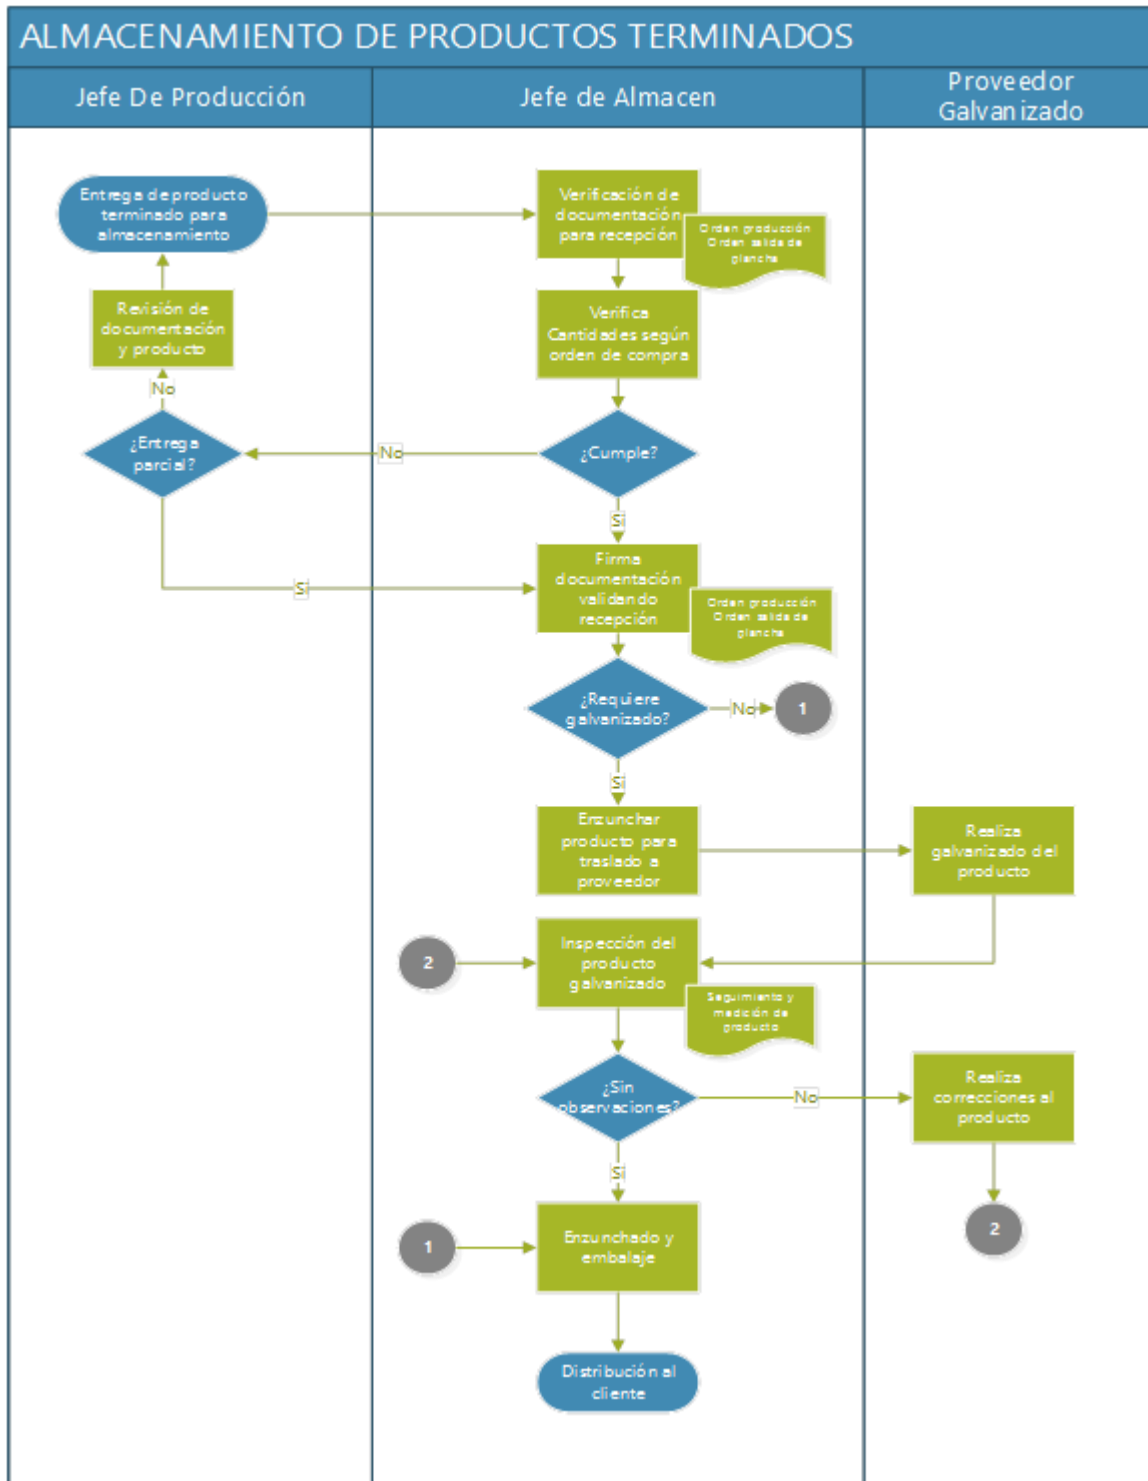 ALMACENAMIENTO DE PRODUCTOS TERMINADOS
Jefe De Producción
Jefe de Almacen
Proveedor
Galvanizado
Entrega de producto
terminado para
almacenamiento
Verificación de
documentación
para recepción
Orden producción
Orden salida de
plancha
Revisión de
documentación
y producto
Verifica
Cantidades según
orden de compra
No
¿Entrega
parcial?
No
¿Cumple?
Si
Si
Firma
documentación
validando
recepción
Orden producción
Orden salida de
plancha
¿Requiere
galvanizado?
No
1
Si
Enzunchar
producto para
traslado a
proveedor
Realiza
galvanizado del
producto
2
Inspección del
producto
galvanizado
Seguimiento y
medición de
producto
¿Sin
observaciones?
No
Realiza
correcciones al
producto
Si
2
1
Enzunchado y
embalaje
Distribución al
cliente